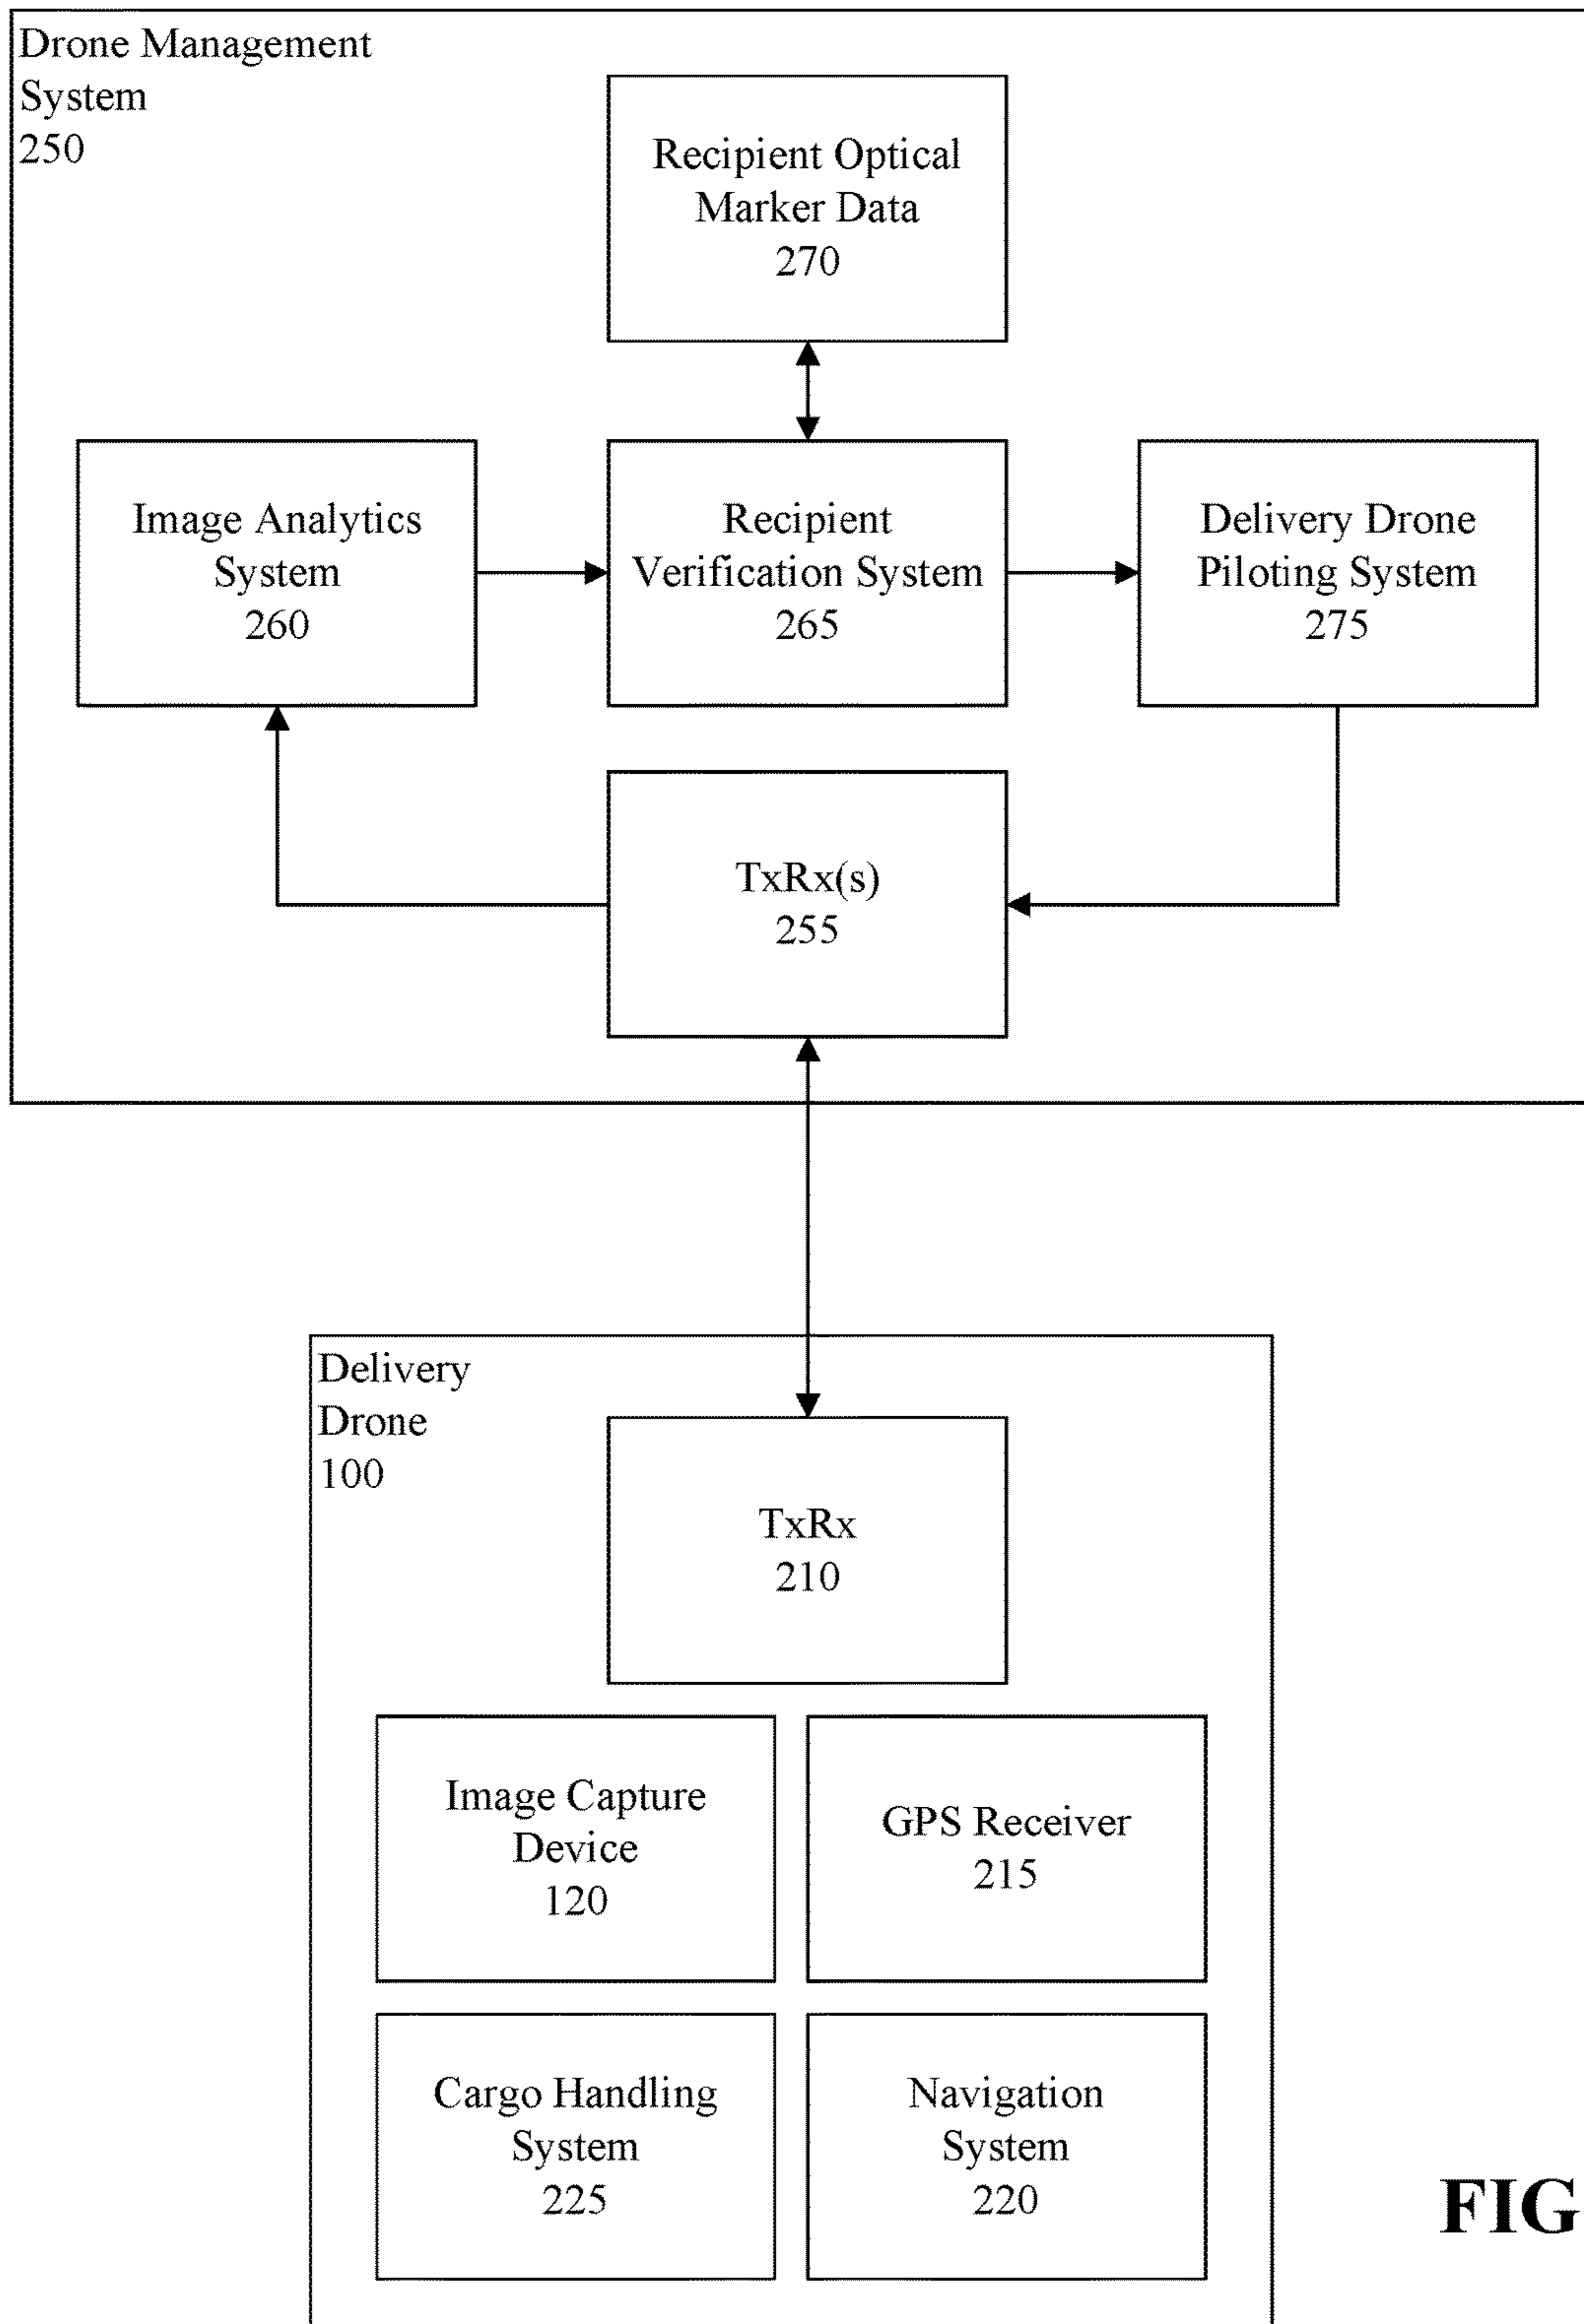 Drone Management
System
250
Recipient Optical
Marker Data
270
Image Analytics
System
260
Recipient
Verification System
265
Delivery Drone
Piloting System
275
TxRx(s)
255
Delivery
Drone
100
TxRx
210
Image Capture
Device
120
GPS Receiver
215
Cargo Handling
System
225
Navigation
System
220
FIG